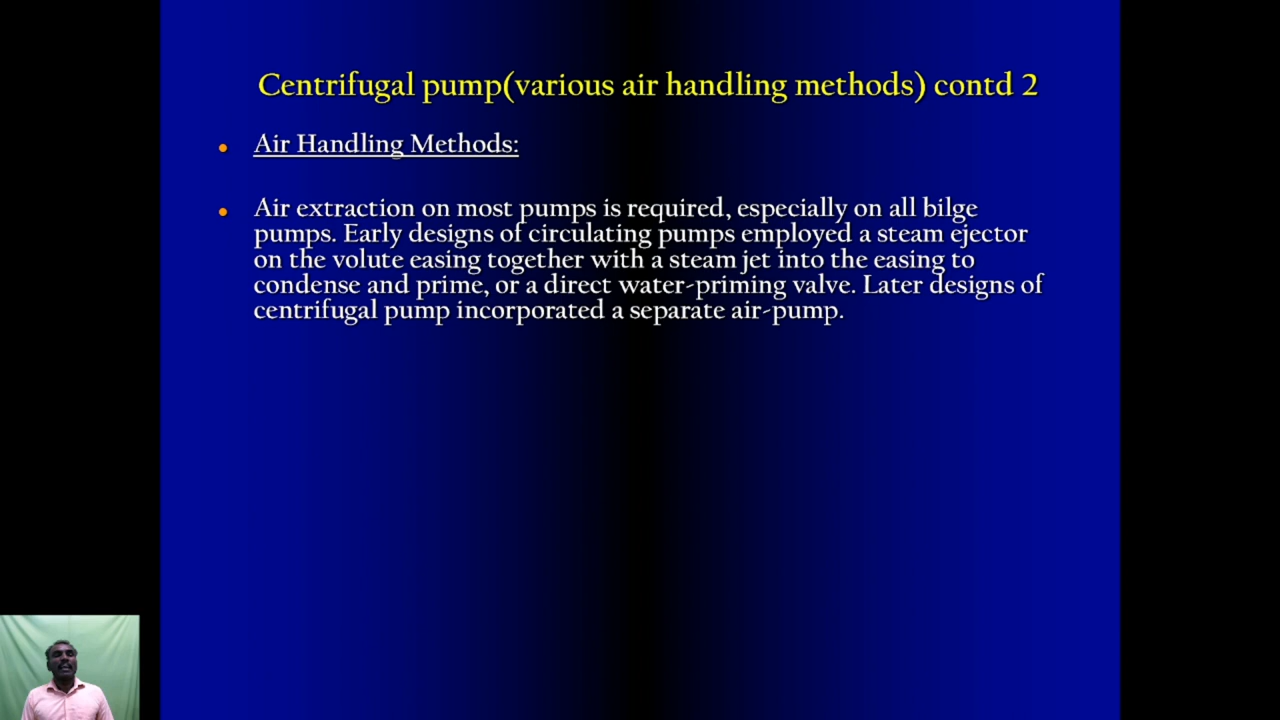 Centrifugal pump(various air handling methods) contd 2
Air Handling Methods:
Air extraction on most pumps is required, especially on all bilge
pumps. Early designs of circulating pumps employed a steam ejector
on the volute easing together with a steam jet into the easing to
condense and prime, or a direct water-priming valve. Later designs of
centrifugal pump incorporated a separate air-pump.